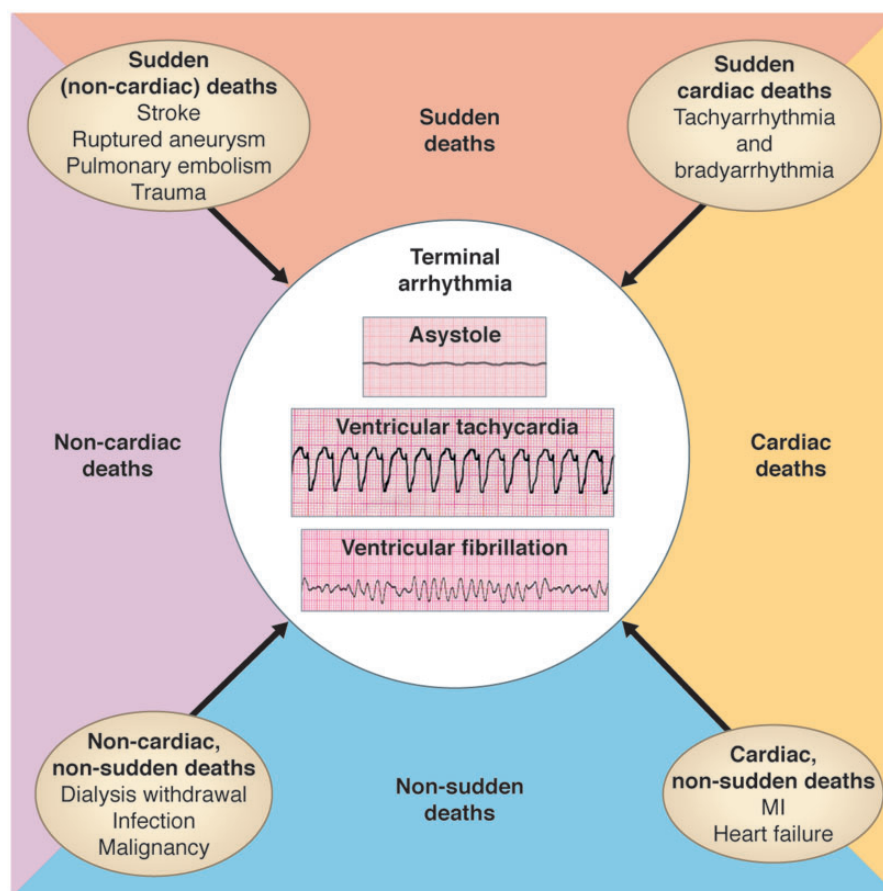 Sudden
(non-cardiac) deaths
Stroke
Ruptured aneurysm
Pulmonary embolism
Trauma
Sudden
deaths
Sudden
cardiac deaths
Tachyarrhythmia
and
bradyarrhythmia
Terminal
arrhythmia
Asystole
Ventricular tachycardia
Ventricular fibrillation
Non-cardiac
deaths
Cardiac
deaths
Non-cardiac,
non-sudden deaths
Dialysis withdrawal
Infection
Malignancy
Non-sudden
deaths
Cardiac,
non-sudden deaths
MI
Heart failure